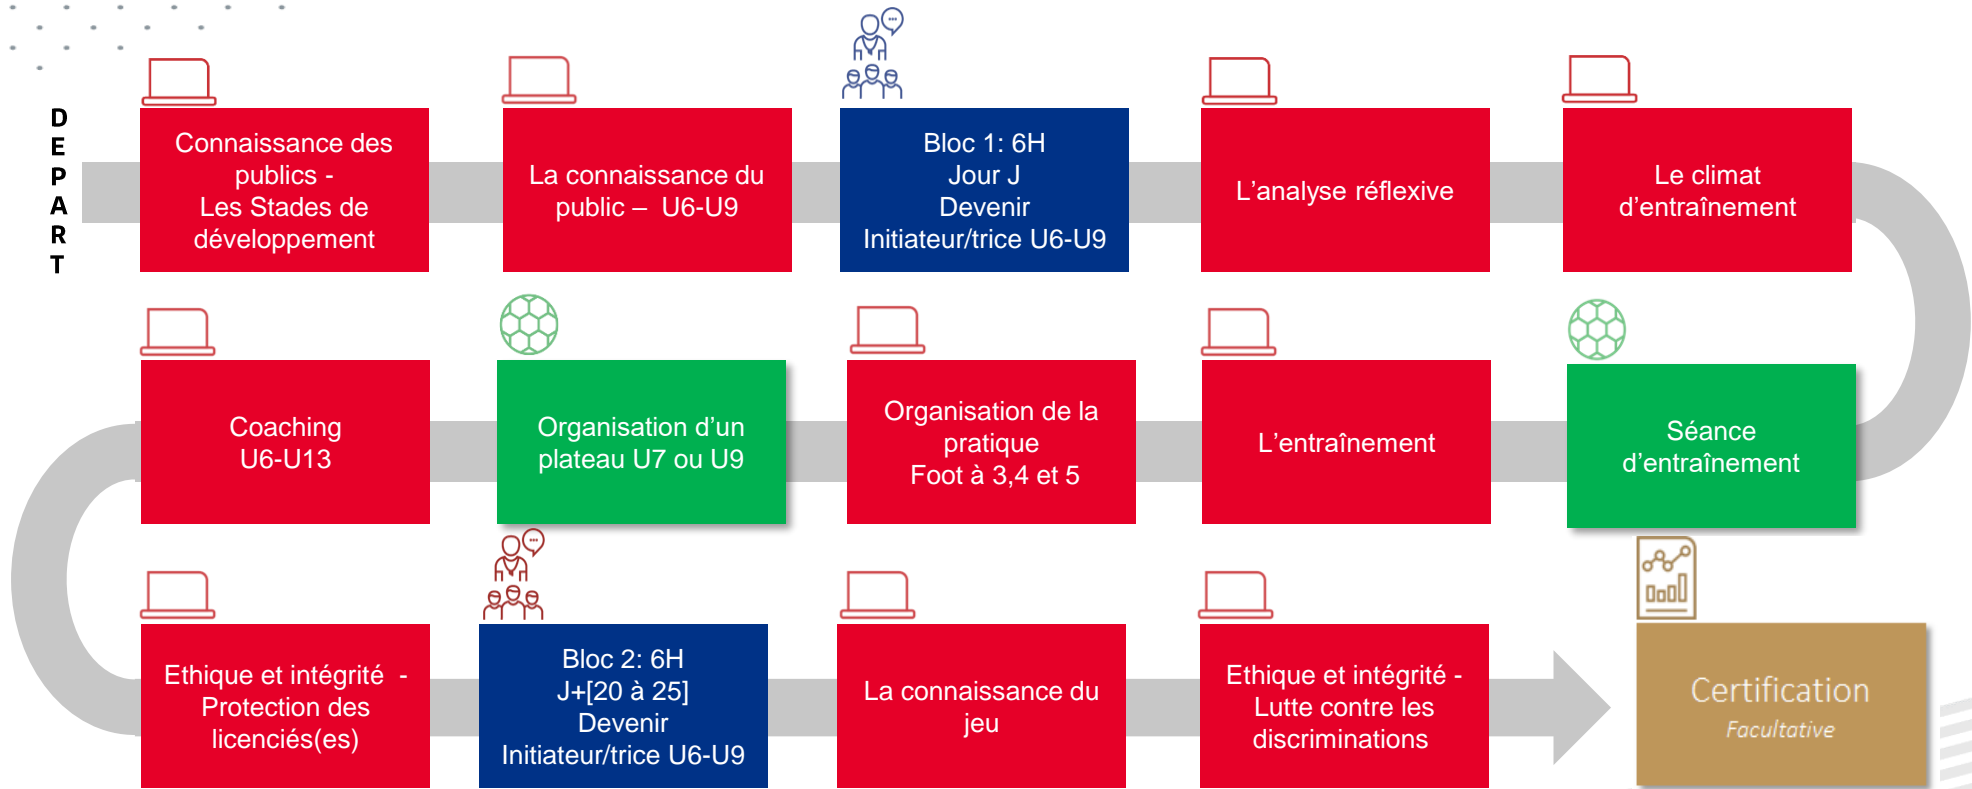 DEPART
Connaissance des
publics -
Les Stades de
développement
La connaissance du
public – U6-U9
Bloc 1: 6H
Jour J
Devenir
Initiateur/trice U6-U9
L’analyse réflexive
Le climat
d’entraînement
Séance
d’entraînement
L’entraînement
Organisation de la
pratique
Foot à 3,4 et 5
Organisation d’un
plateau U7 ou U9
Coaching
U6-U13
Ethique et intégrité -
Protection des
licenciés(es)
Bloc 2: 6H
J+[20 à 25]
Devenir
Initiateur/trice U6-U9
La connaissance du
jeu
Ethique et intégrité -
Lutte contre les
discriminations
Certification
Facultative